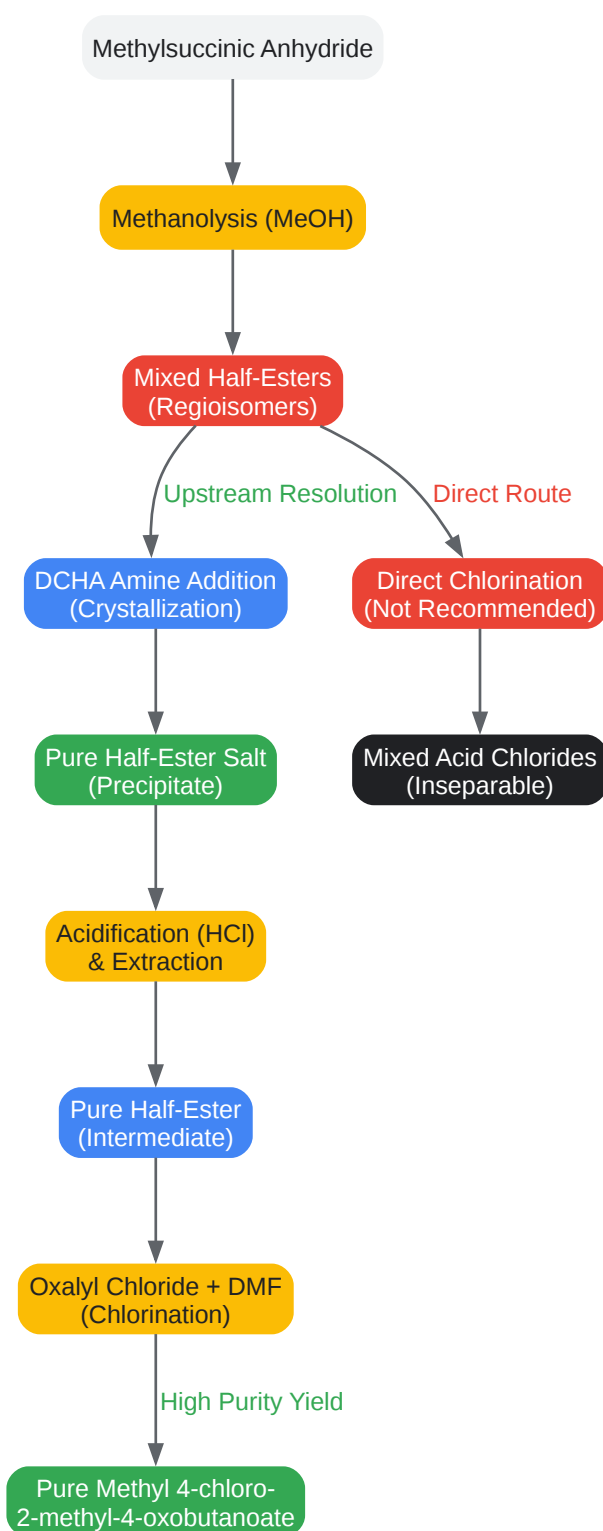 Methylsuccinic Anhydride
Methanolysis (MeOH)
Mixed Half-Esters
(Regioisomers)
Upstream Resolution
Direct Route
DCHA Amine Addition
(Crystallization)
Direct Chlorination
(Not Recommended)
Pure Half-Ester Salt
(Precipitate)
Mixed Acid Chlorides
(Inseparable)
Acidification (HCl)
& Extraction
Pure Half-Ester
(Intermediate)
Oxalyl Chloride + DMF
(Chlorination)
High Purity Yield
Pure Methyl 4-chloro-
2-methyl-4-oxobutanoate